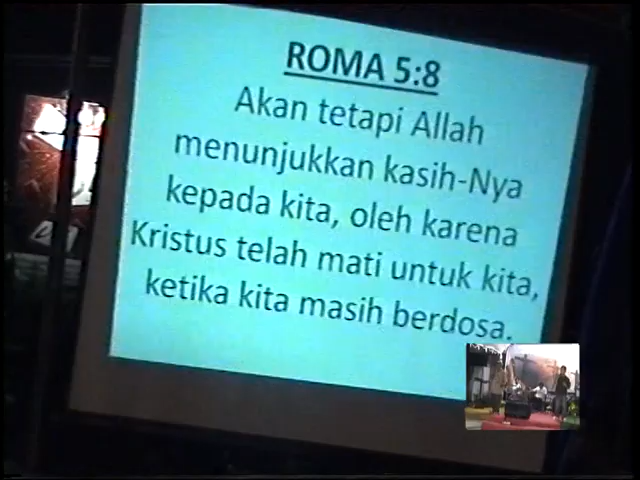 ROMA 5:8
Akan tetapi Allah
menunjukkan kasih-Nya
kepada kita, oleh karena
Kristus telah mati untuk kita,
ketika kita masih berdosa.